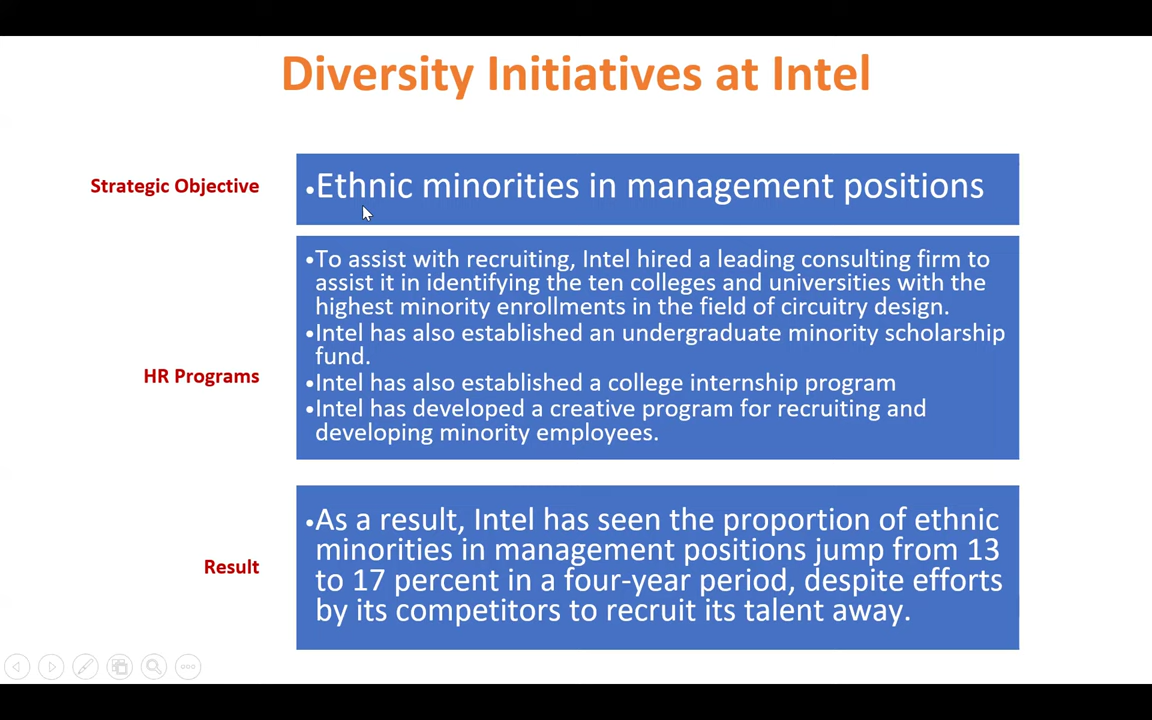 Diversity Initiatives at Intel
Strategic Objective
•Ethnic minorities in management positions
HR Programs
•To assist with recruiting, Intel hired a leading consulting firm to
assist it in identifying the ten colleges and universities with the
highest minority enrollments in the field of circuitry design.
•Intel has also established an undergraduate minority scholarship
fund.
•Intel has also established a college internship program
•Intel has developed a creative program for recruiting and
developing minority employees.
Result
•As a result, Intel has seen the proportion of ethnic
minorities in management positions jump from 13
to 17 percent in a four-year period, despite efforts
by its competitors to recruit its talent away.